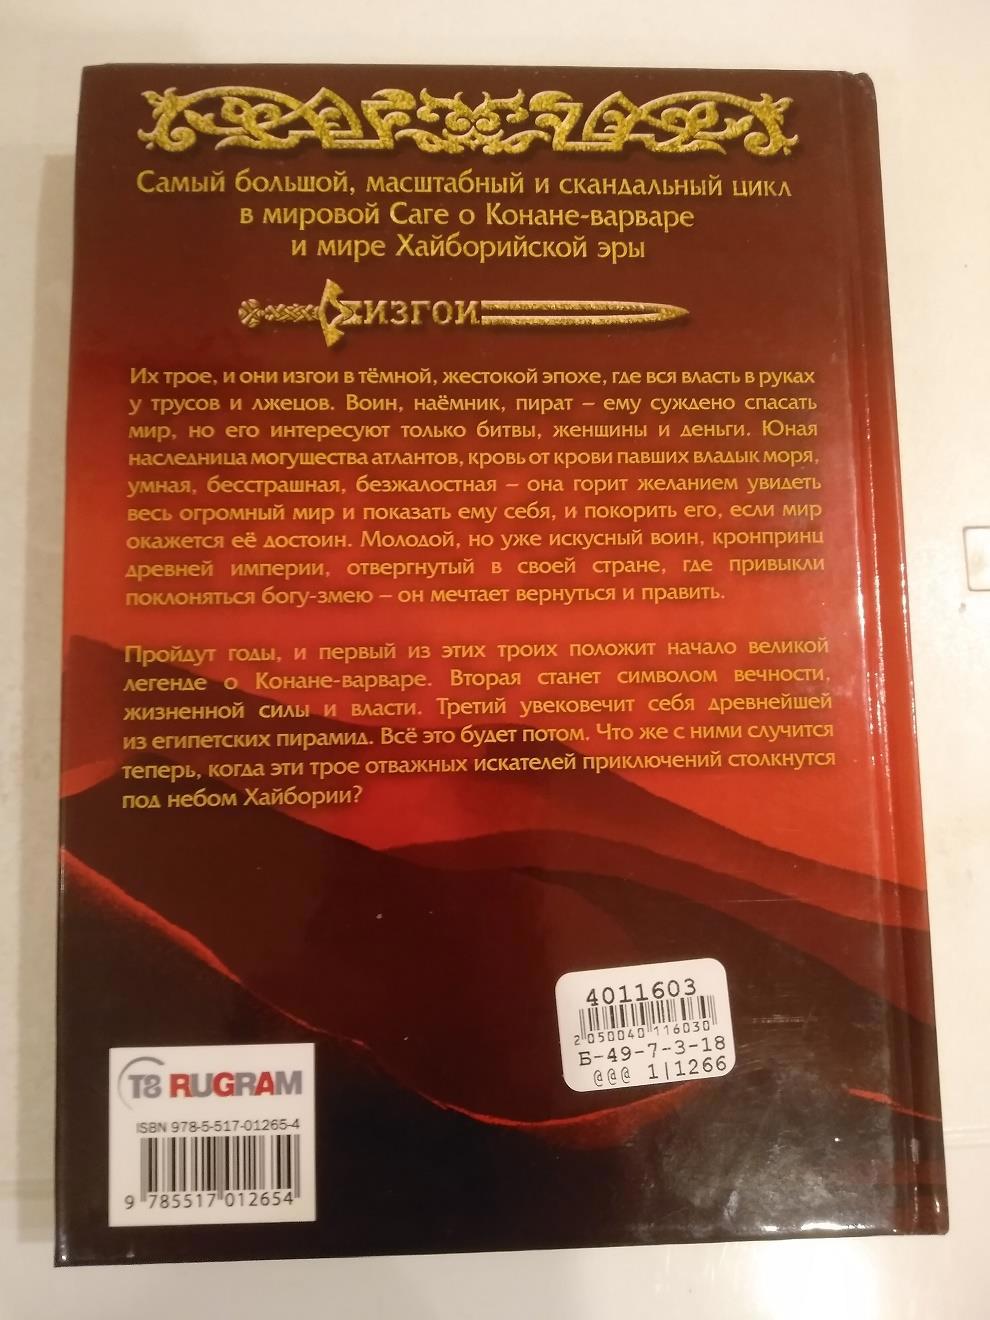 Самый большой, масштабный и скандальный цикл
в мировой Саге о Конане-варваре
и мире Хайборийской эры
ИЗГОИ
Их трое, и они изгои в тёмной, жестокой эпохе, где вся власть в руках
у трусов и лжецов. Воин, наёмник, пират – ему суждено спасать
мир, но его интересуют только битвы, женщины и деньги. Юная
наследница могущества атлантов, кровь от крови павших владык моря,
умная, бесстрашная, безжалостная – она горит желанием увидеть
весь огромный мир и показать ему себя, и покорить его, если мир
окажется её достоин. Молодой, но уже искусный воин, кронпринц
древней империи, отвергнутый в своей стране, где привыкли
поклоняться богу-змею – он мечтает вернуться и править.
Пройдут годы, и первый из этих троих положит начало великой
легенде о Конане-варваре. Вторая станет символом вечности,
жизненной силы и власти. Третий увековечит себя древнейшей
из египетских пирамид. Всё это будет потом. Что же с ними случится
теперь, когда эти трое отважных искателей приключений столкнутся
под небом Хайбории?
4011603
2 050040 116030
Б-49-7-3-18
@@@ 1|1266
T8 RUGRAM
ISBN 978-5-517-01265-4
9 785517 012654